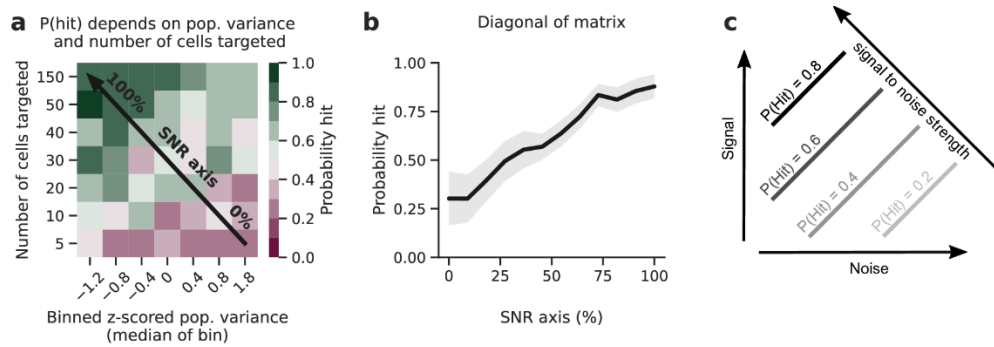 a
P(hit) depends on pop. variance
and number of cells targeted
Number of cells targeted
150
50
40
30
20
10
5
100%
SNR axis
0%
−1.2
−0.8
−0.4
0
0.4
0.8
1.8
Binned z-scored pop. variance
(median of bin)
1.0
0.8
0.6
0.4
0.2
0.0
Probability hit
b
Diagonal of matrix
Probability hit
1.00
0.75
0.50
0.25
0.00
0
25
50
75
100
SNR axis (%)
c
Signal
P(Hit) = 0.8
P(Hit) = 0.6
P(Hit) = 0.4
P(Hit) = 0.2
signal to noise strength
Noise